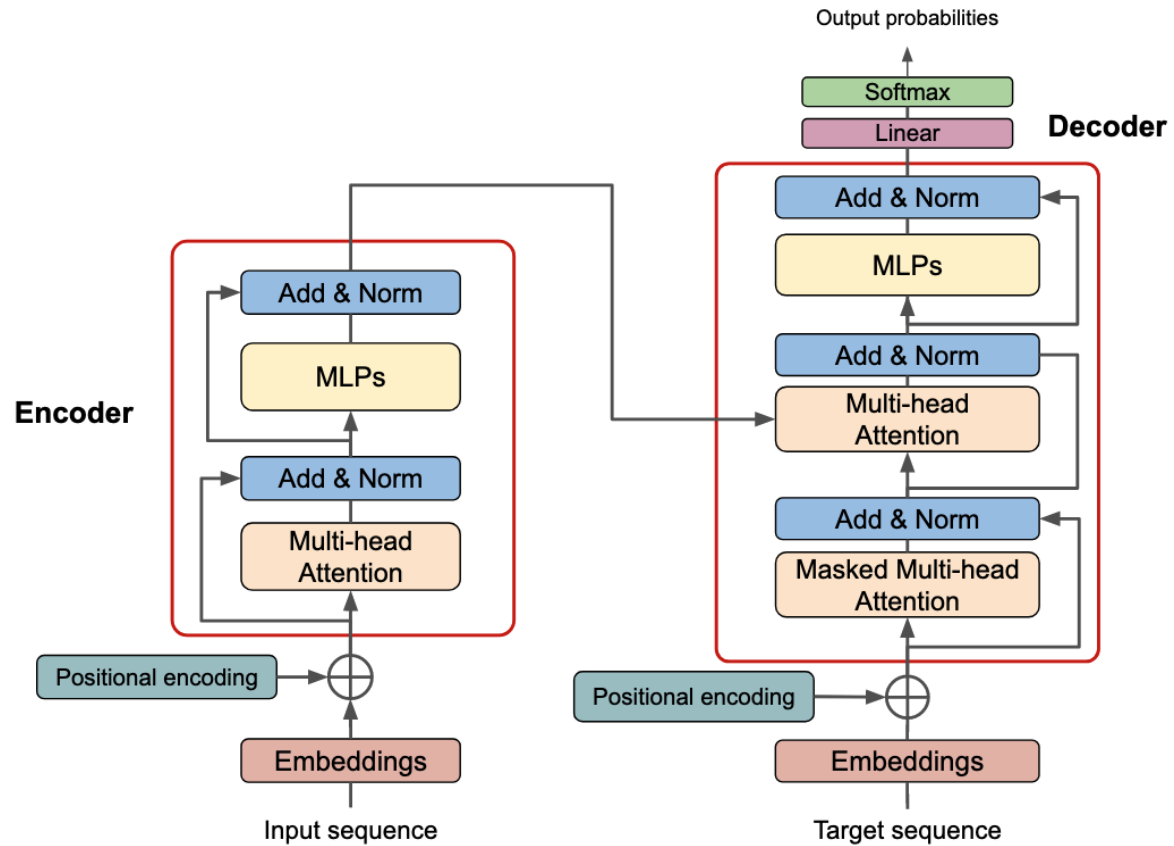 Output probabilities
Softmax
Linear
Decoder
Add & Norm
MLPs
Add & Norm
Multi-head
Attention
Add & Norm
Masked Multi-head
Attention
Positional encoding
Embeddings
Target sequence
Encoder
Add & Norm
MLPs
Add & Norm
Multi-head
Attention
Positional encoding
Embeddings
Input sequence